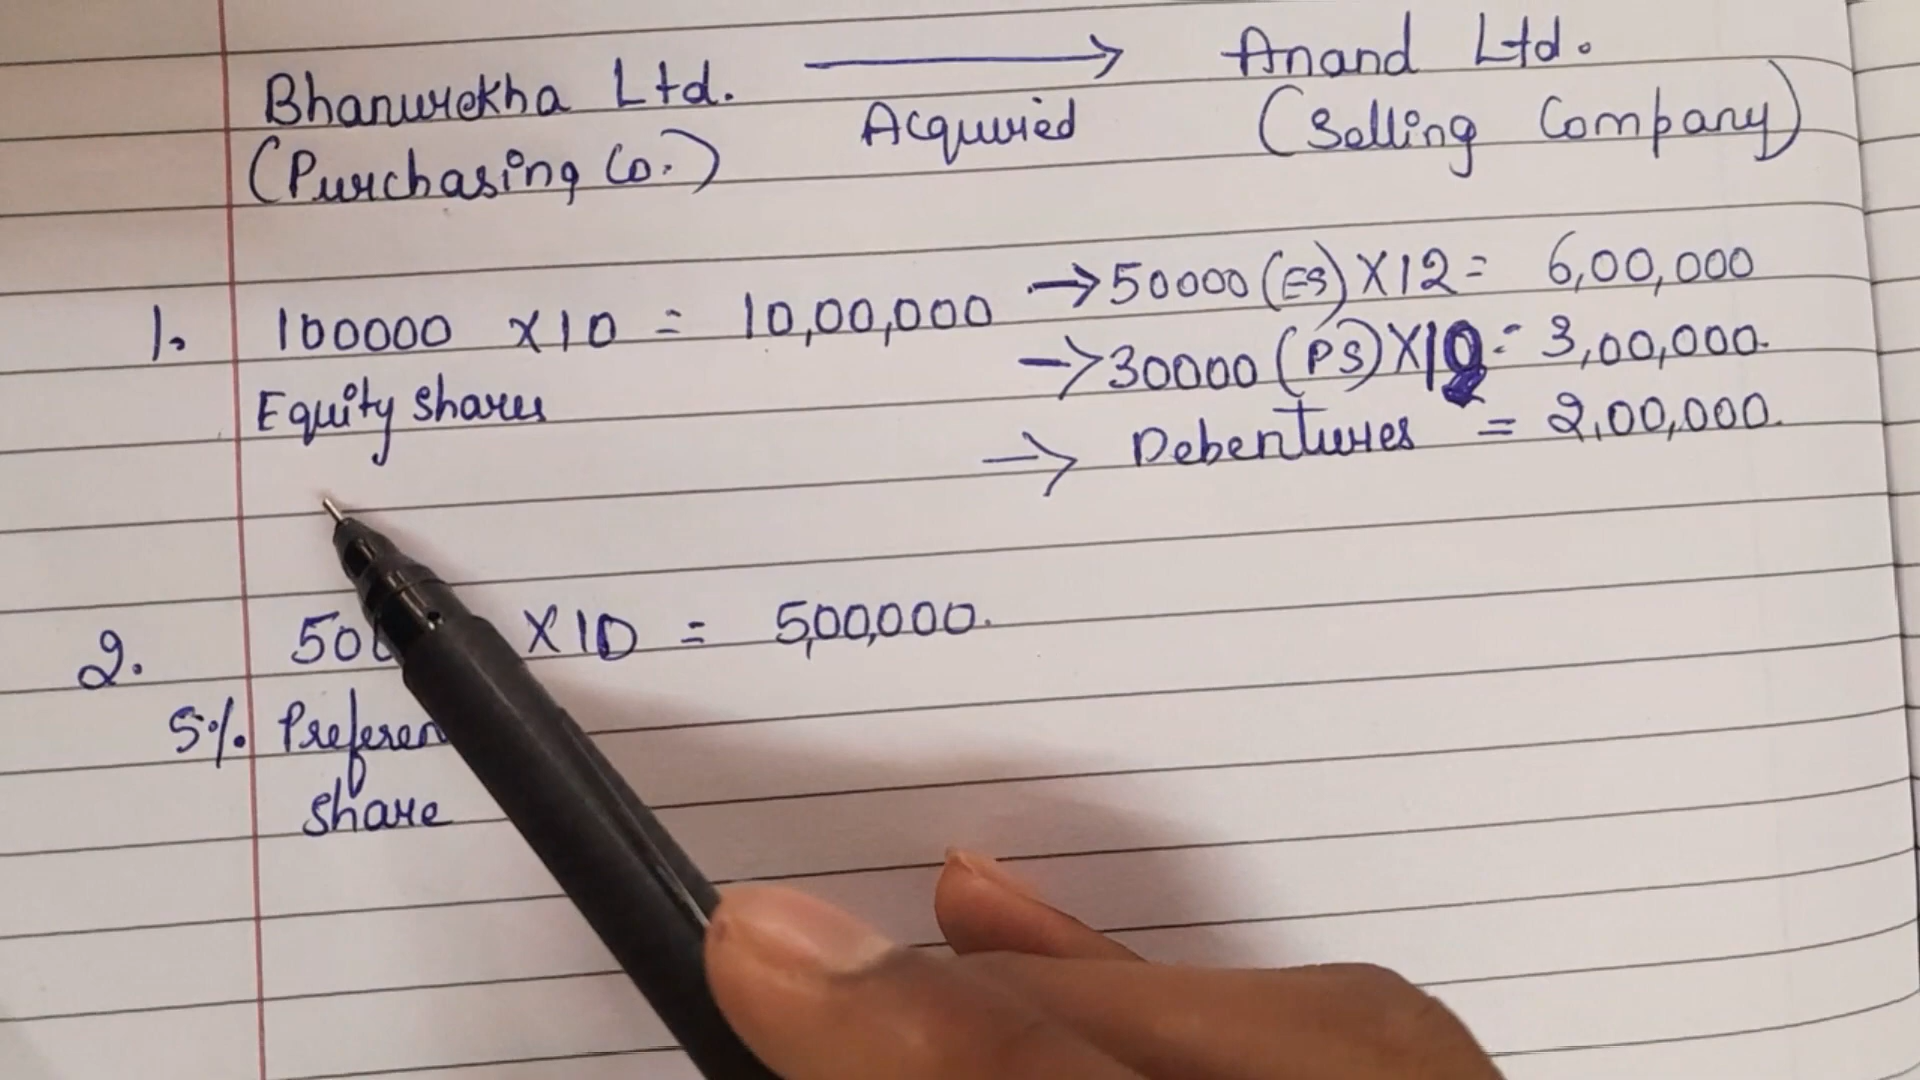 Bhanurekha Ltd. ⟶ Anand Ltd.
(Purchasing Co.) Acquried (Selling Company)
1. 100000 X10 = 10,00,000 → 50000 (ES) X12 = 6,00,000
Equity shares → 30000 (PS) X10 = 3,00,000.
→ Debentures = 2,00,000.
2. X10 = 5,00,000.
5%
share